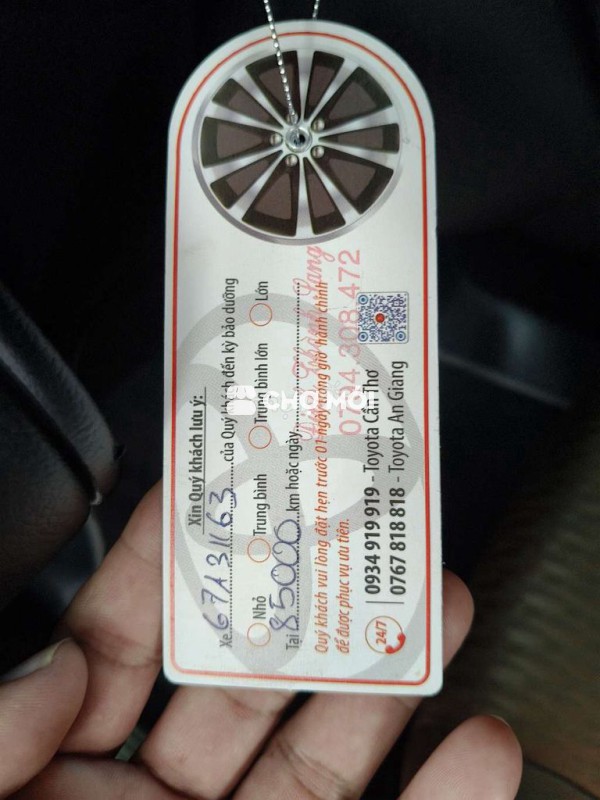 Xin Quý khách lưu ý:
Xe 67A31163 của Quý khách đến kỳ bảo dưỡng
Nhỏ Trung bình Trung bình lớn Lớn
Tại 85000 km hoặc ngày
Quý khách vui lòng đặt hẹn trước 01 ngày trong giờ hành chính
để được phục vụ ưu tiên.
0794.308.472
24/7
0934 919 919 - Toyota Cần Thơ
0767 818 818 - Toyota An Giang
CHỢ MỚI